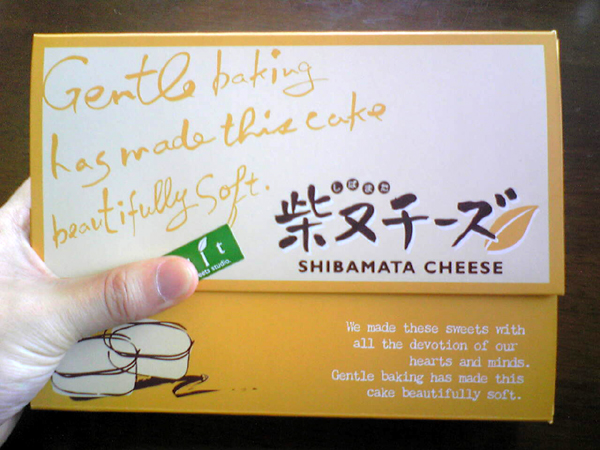 Gentle baking
has made this cake
beautifully soft.
しばまた
柴又チーズ
SHIBAMATA CHEESE
studio.
We made these sweets with
all the devotion of our
hearts and minds.
Gentle baking has made this
cake beautifully soft.